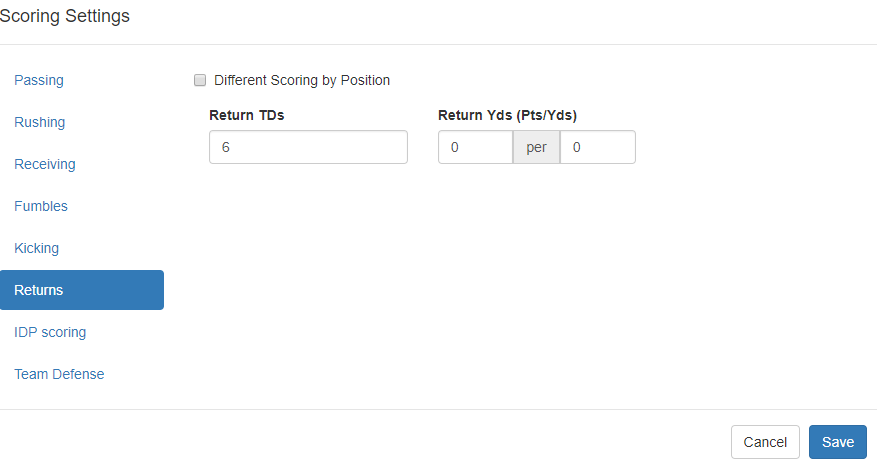 Scoring Settings
Passing
Rushing
Receiving
Fumbles
Kicking
Returns
IDP scoring
Team Defense
Different Scoring by Position
Return TDs
6
Return Yds (Pts/Yds)
0 per 0
Cancel Save